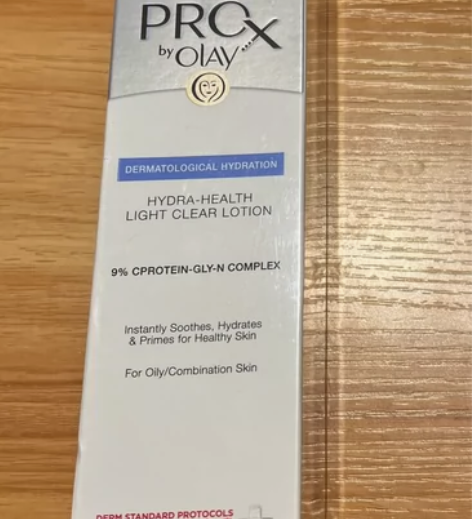 PROX
by OLAY
DERMATOLOGICAL HYDRATION
HYDRA-HEALTH
LIGHT CLEAR LOTION
9% CPROTEIN-GLY-N COMPLEX
Instantly Soothes, Hydrates
& Primes for Healthy Skin
For Oily/Combination Skin
DERM STANDARD PROTOCOLS